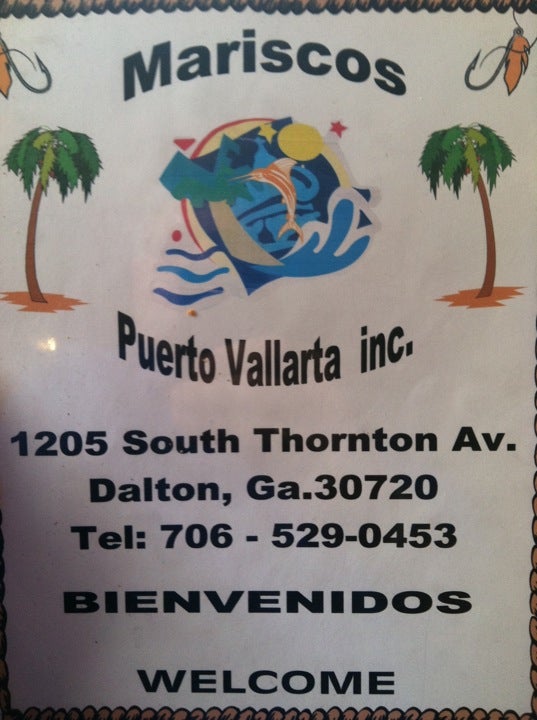 Mariscos
Puerto Vallarta inc.
1205 South Thornton Av.
Dalton, Ga.30720
Tel: 706 - 529-0453
BIENVENIDOS
WELCOME